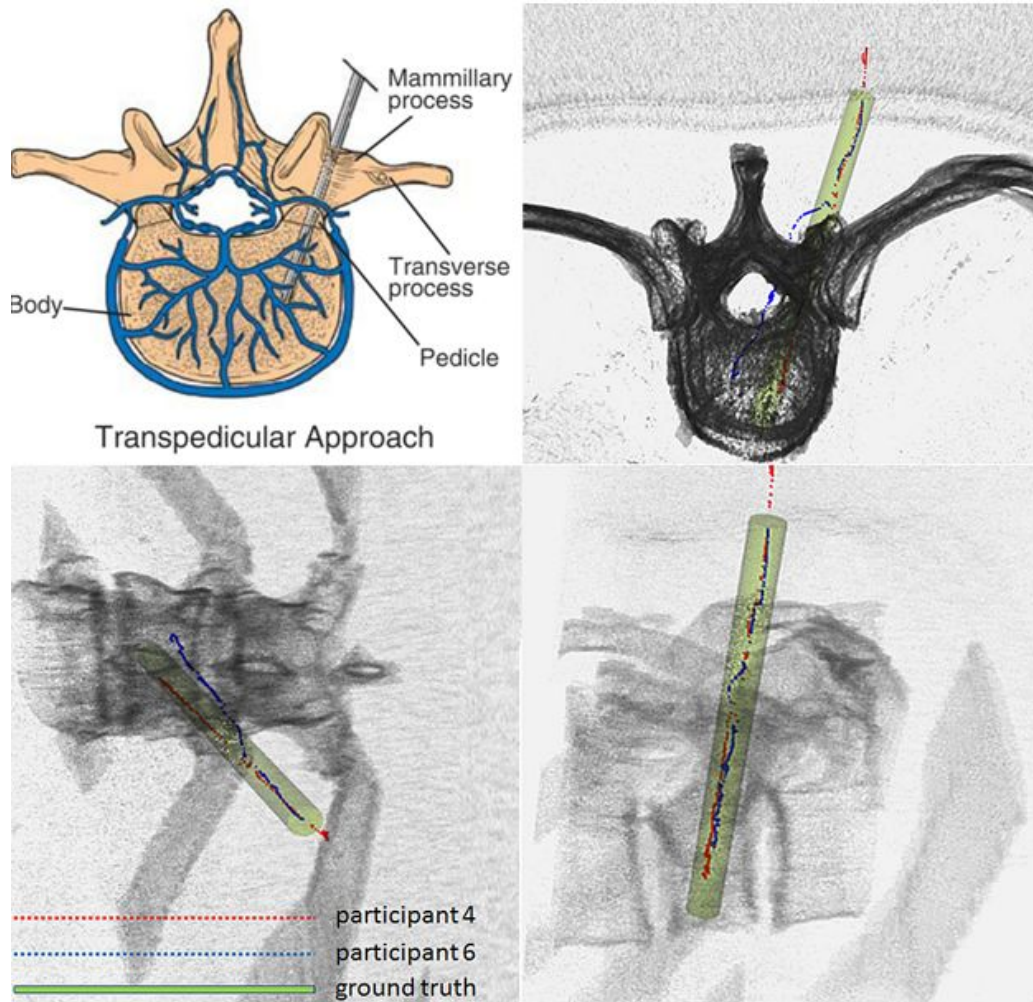 Mammillary
process
Transverse
process
Body
Pedicle
Transpedicular Approach
participant 4
participant 6
ground truth